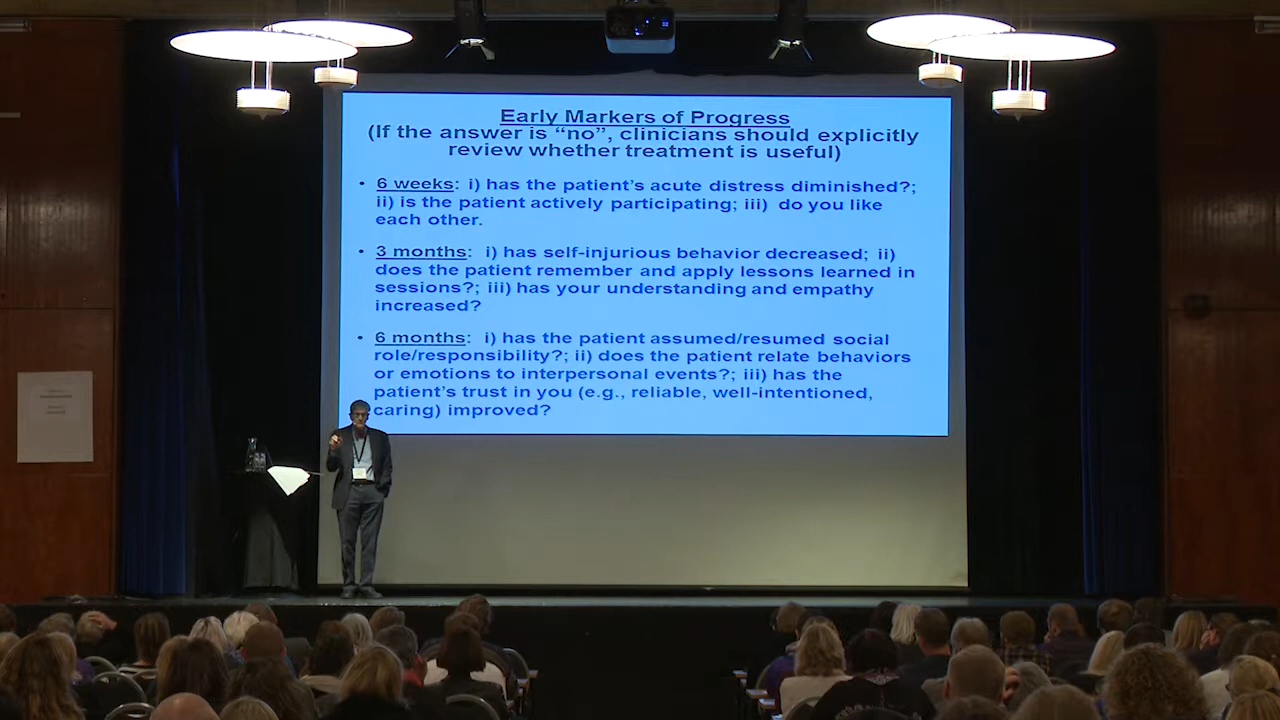 Early Markers of Progress
(If the answer is “no”, clinicians should explicitly
review whether treatment is useful)
• 6 weeks: i) has the patient’s acute distress diminished?;
ii) is the patient actively participating; iii) do you like
each other.
• 3 months: i) has self-injurious behavior decreased; ii)
does the patient remember and apply lessons learned in
sessions?; iii) has your understanding and empathy
increased?
• 6 months: i) has the patient assumed/resumed social
role/responsibility?; ii) does the patient relate behaviors
or emotions to interpersonal events?; iii) has the
patient’s trust in you (e.g., reliable, well-intentioned,
caring) improved?